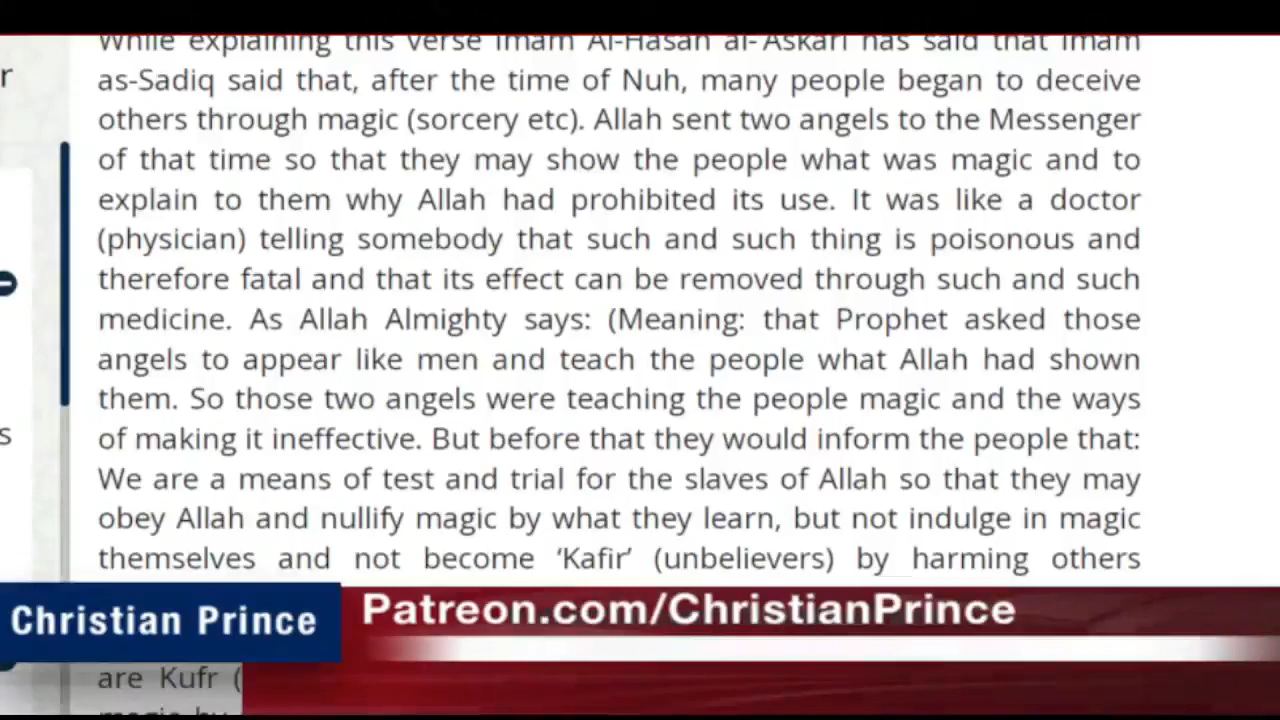 While explaining this verse Imam Al-Hasan al-'Askari has said that Imam
r
as-Sadiq said that, after the time of Nuh, many people began to deceive
others through magic (sorcery etc). Allah sent two angels to the Messenger
of that time so that they may show the people what was magic and to
explain to them why Allah had prohibited its use. It was like a doctor
(physician) telling somebody that such and such thing is poisonous and
therefore fatal and that its effect can be removed through such and such
medicine. As Allah Almighty says: (Meaning: that Prophet asked those
angels to appear like men and teach the people what Allah had shown
them. So those two angels were teaching the people magic and the ways
s
of making it ineffective. But before that they would inform the people that:
We are a means of test and trial for the slaves of Allah so that they may
obey Allah and nullify magic by what they learn, but not indulge in magic
themselves and not become ‘Kafir’ (unbelievers) by harming others
Christian Prince
Patreon.com/ChristianPrince
are Kufr (
magic by